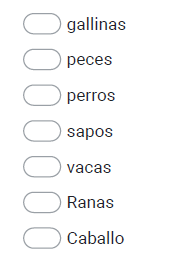 gallinas
peces
perros
sapos
vacas
Ranas
Caballo